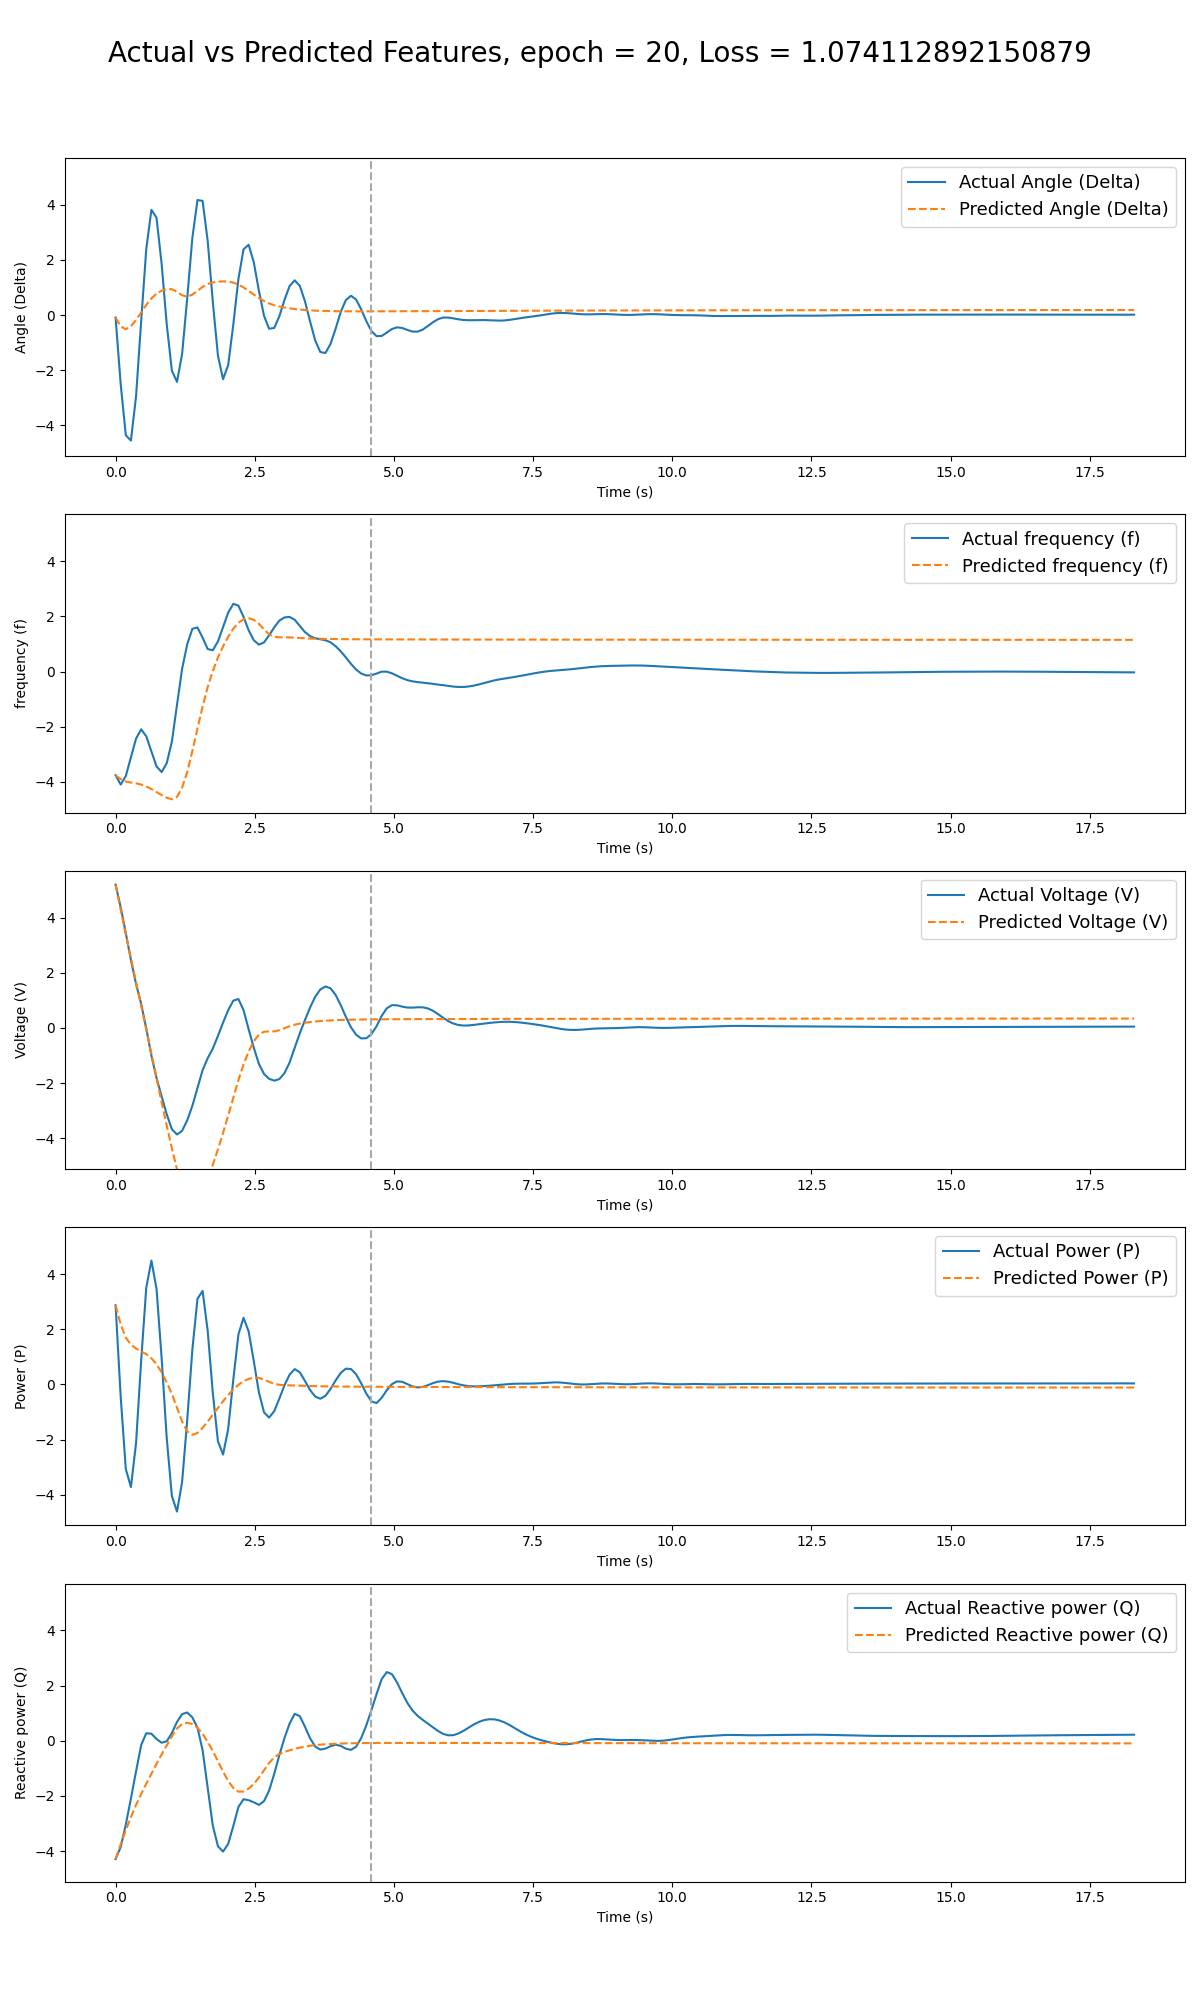 Actual vs Predicted Features, epoch = 20, Loss = 1.074112892150879
Actual Angle (Delta)
Predicted Angle (Delta)
4
2
0
−2
−4
Angle (Delta)
0.0 2.5 5.0 7.5 10.0 12.5 15.0 17.5
Time (s)
Actual frequency (f)
Predicted frequency (f)
4
2
0
−2
−4
frequency (f)
0.0 2.5 5.0 7.5 10.0 12.5 15.0 17.5
Time (s)
Actual Voltage (V)
Predicted Voltage (V)
4
2
0
−2
−4
Voltage (V)
0.0 2.5 5.0 7.5 10.0 12.5 15.0 17.5
Time (s)
Actual Power (P)
Predicted Power (P)
4
2
0
−2
−4
Power (P)
0.0 2.5 5.0 7.5 10.0 12.5 15.0 17.5
Time (s)
Actual Reactive power (Q)
Predicted Reactive power (Q)
4
2
0
−2
−4
Reactive power (Q)
0.0 2.5 5.0 7.5 10.0 12.5 15.0 17.5
Time (s)